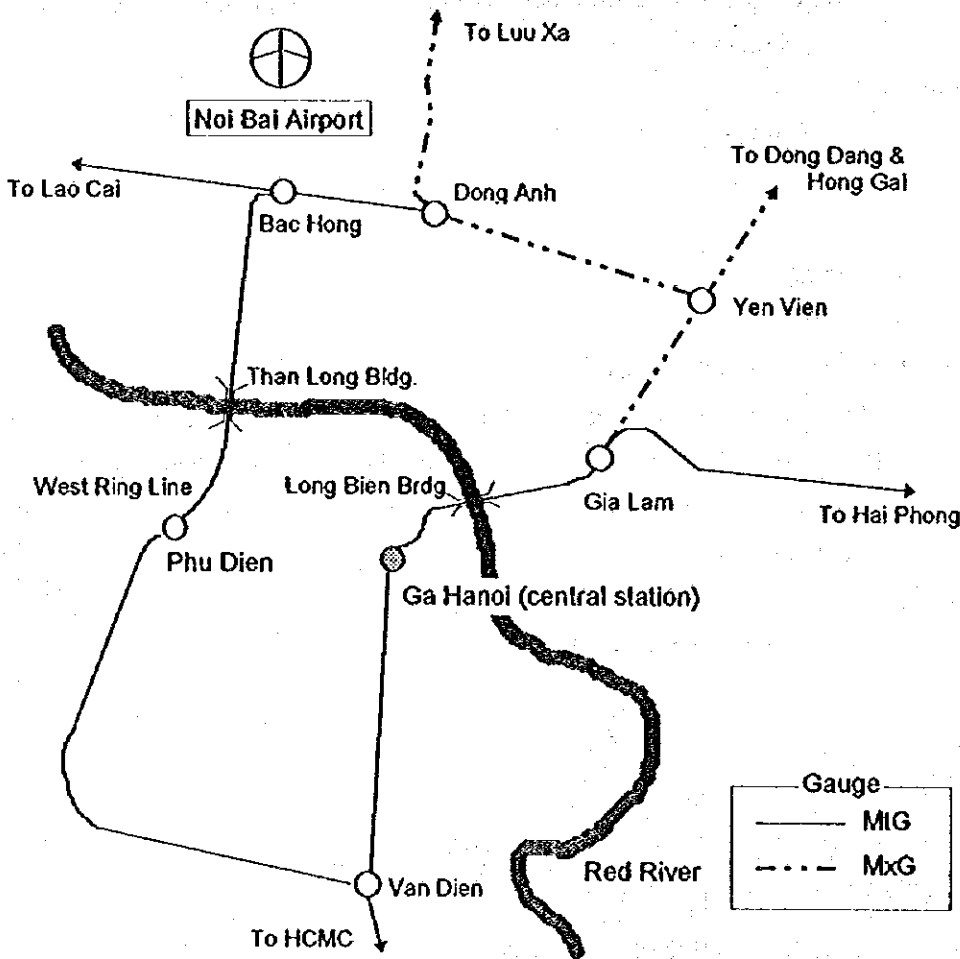 To Luu Xa
Noi Bai Airport
To Dong Dang &
Hong Gai
To Lao Cai
Dong Anh
Bac Hong
Yen Vien
Than Long Bldg.
West Ring Line
Long Bien Brdg.
Gia Lam
To Hai Phong
Phu Dien
Ga Hanoi (central station)
Gauge
MtG
MxG
Red River
Van Dien
To HCMC